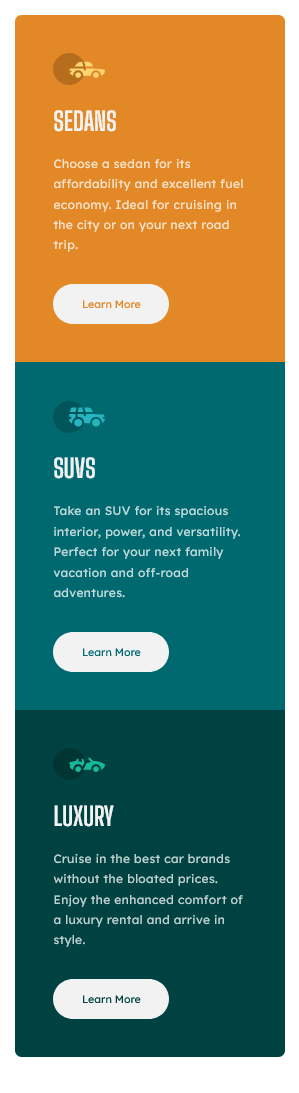 SEDANS
Choose a sedan for its
affordability and excellent fuel
economy. Ideal for cruising in
the city or on your next road
trip.
Learn More
SUVS
Take an SUV for its spacious
interior, power, and versatility.
Perfect for your next family
vacation and off-road
adventures.
Learn More
LUXURY
Cruise in the best car brands
without the bloated prices.
Enjoy the enhanced comfort of
a luxury rental and arrive in
style.
Learn More